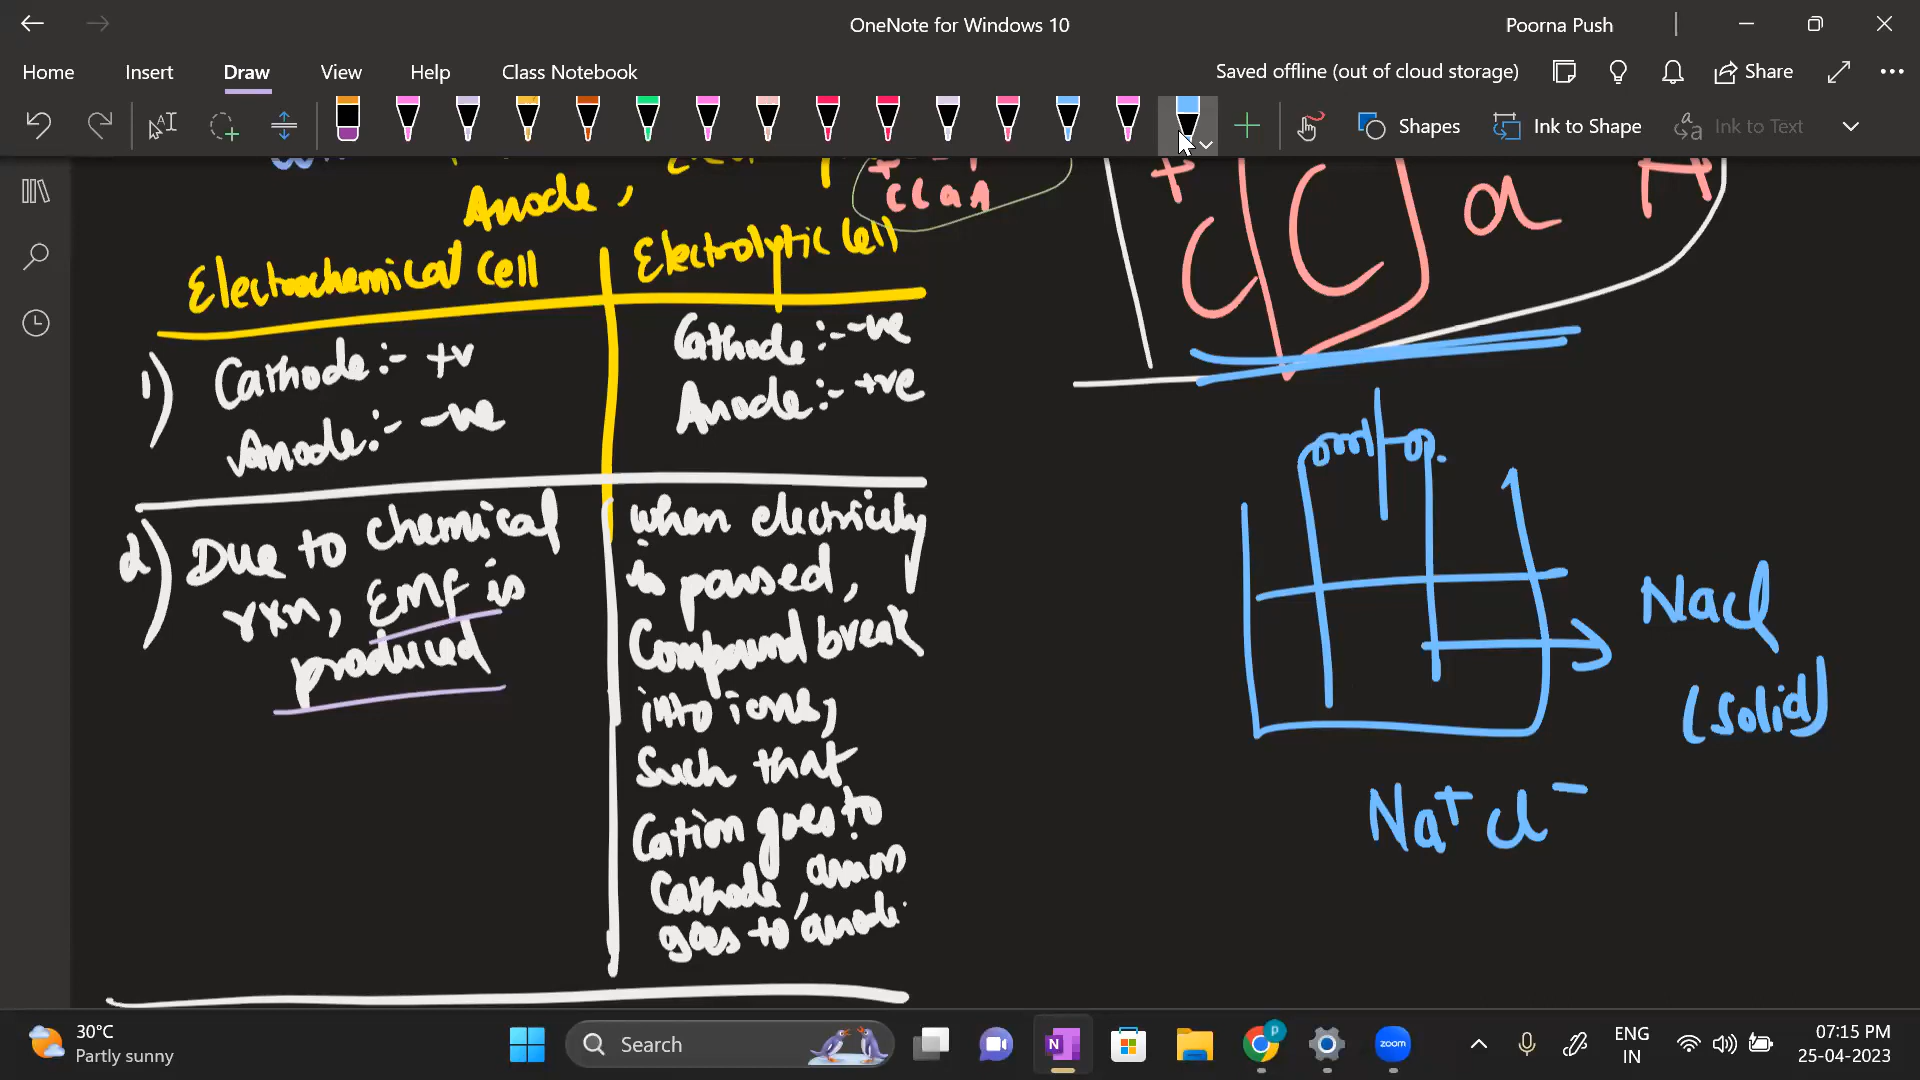 OneNote for Windows 10
Poorna Push
Home Insert Draw View Help Class Notebook
Saved offline (out of cloud storage)
Share
Shapes
Ink to Shape
Ink to Text
Anode,
+
CC a A
Electrochemical Cell
Electrolytic Cell
1) Cathode:- +v
Anode:- -ve
Cathode:- -ve
Anode:- +ve
2) Due to chemical
rxn, EMF is
produced
when electricity
is passed,
Compound break
into ions,
Such that
Cation goes to
Cathode, anion
goes to anode.
NaCl
(Solid)
Na+ Cl-
30°C
Partly sunny
Search
zoom
ENG
IN
07:15 PM
25-04-2023